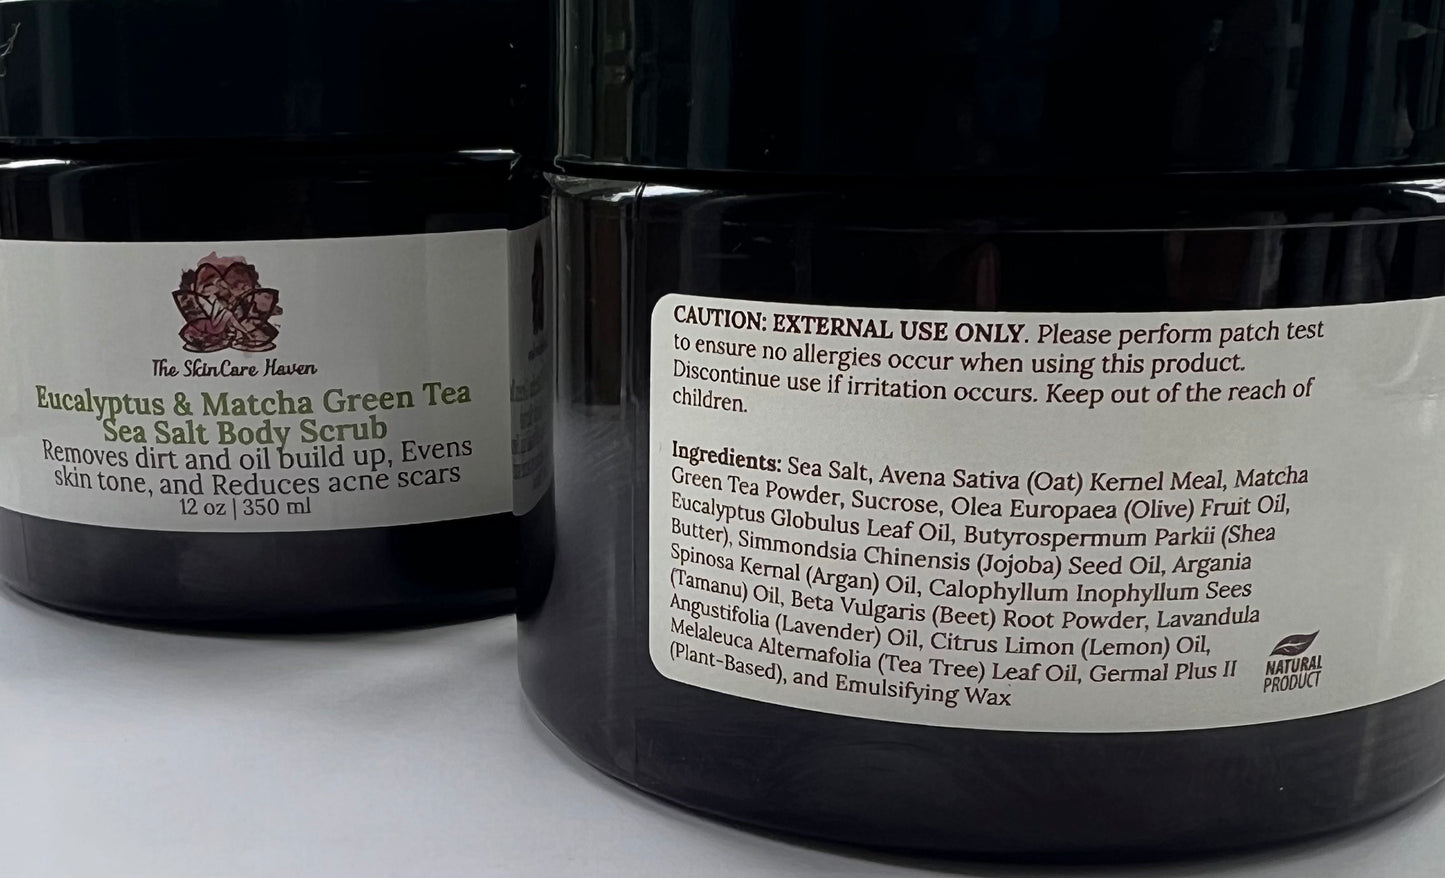 The SkinCare Haven
Eucalyptus & Matcha Green Tea
Sea Salt Body Scrub
Removes dirt and oil build up, Evens
skin tone, and Reduces acne scars
12 oz | 350 ml
CAUTION: EXTERNAL USE ONLY. Please perform patch test
to ensure no allergies occur when using this product.
Discontinue use if irritation occurs. Keep out of the reach of
children.
Ingredients: Sea Salt, Avena Sativa (Oat) Kernel Meal, Matcha
Green Tea Powder, Sucrose, Olea Europaea (Olive) Fruit Oil,
Eucalyptus Globulus Leaf Oil, Butyrospermum Parkii (Shea
Butter), Simmondsia Chinensis (Jojoba) Seed Oil, Argania
Spinosa Kernal (Argan) Oil, Calophyllum Inophyllum Sees
(Tamanu) Oil, Beta Vulgaris (Beet) Root Powder, Lavandula
Angustifolia (Lavender) Oil, Citrus Limon (Lemon) Oil,
Melaleuca Alternafolia (Tea Tree) Leaf Oil, Germal Plus II
(Plant-Based), and Emulsifying Wax
NATURAL
PRODUCT